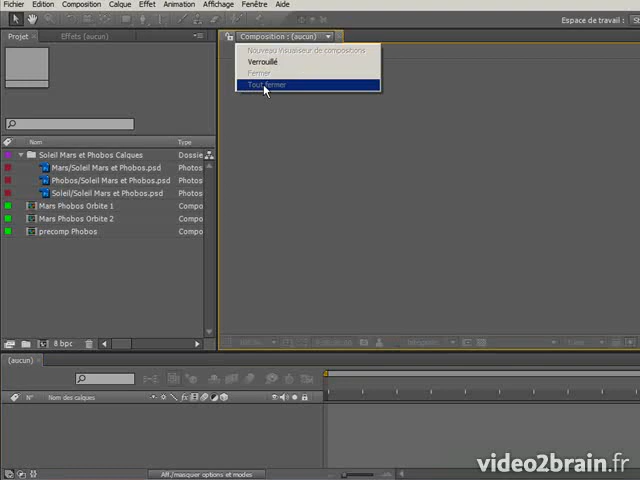 Fichier Edition Composition Calque Effet Animation Affichage Fenêtre Aide
Espace de travail :
Projet Effets (aucun) Composition : (aucun)
Nouveau Visualiseur de compositions
Verrouillé
Fermer
Tout fermer
Nom Type
Soleil Mars et Phobos Calques Dossie
Mars/Soleil Mars et Phobos.psd Photos
Phobos/Soleil Mars et Phobos.psd Photos
Soleil/Soleil Mars et Phobos.psd Photos
Mars Phobos Orbite 1 Compo
Mars Phobos Orbite 2 Compo
precomp Phobos Compo
8 bpc
(aucun)
N° Nom des calques
Aff./masquer options et modes
video2brain.fr